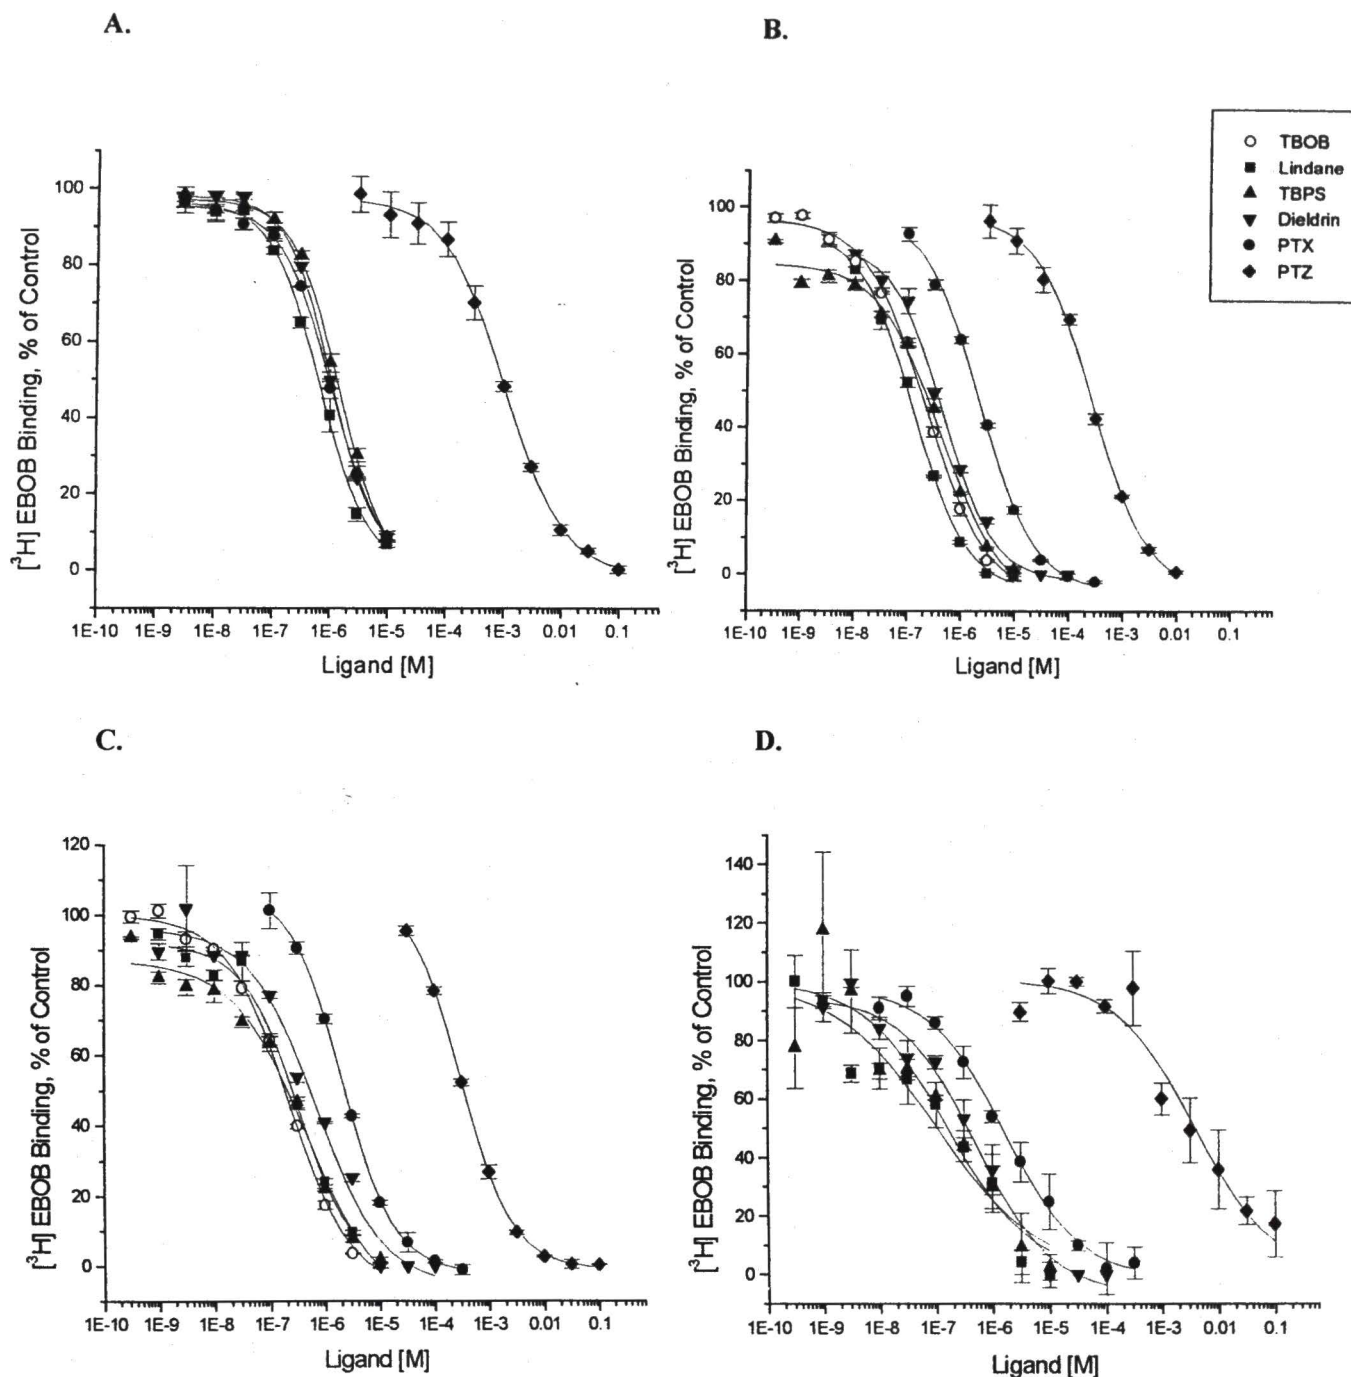 A.
[³H] EBOB Binding, % of Control
100
80
60
40
20
0
1E-10 1E-9 1E-8 1E-7 1E-6 1E-5 1E-4 1E-3 0.01 0.1
Ligand [M]
B.
[³H] EBOB Binding, % of Control
100
80
60
40
20
0
1E-10 1E-9 1E-8 1E-7 1E-6 1E-5 1E-4 1E-3 0.01 0.1
Ligand [M]
TBOB
Lindane
TBPS
Dieldrin
PTX
PTZ
C.
[³H] EBOB Binding, % of Control
120
100
80
60
40
20
0
1E-10 1E-9 1E-8 1E-7 1E-6 1E-5 1E-4 1E-3 0.01 0.1
Ligand [M]
D.
[³H] EBOB Binding, % of Control
140
120
100
80
60
40
20
0
1E-10 1E-9 1E-8 1E-7 1E-6 1E-5 1E-4 1E-3 0.01 0.1
Ligand [M]